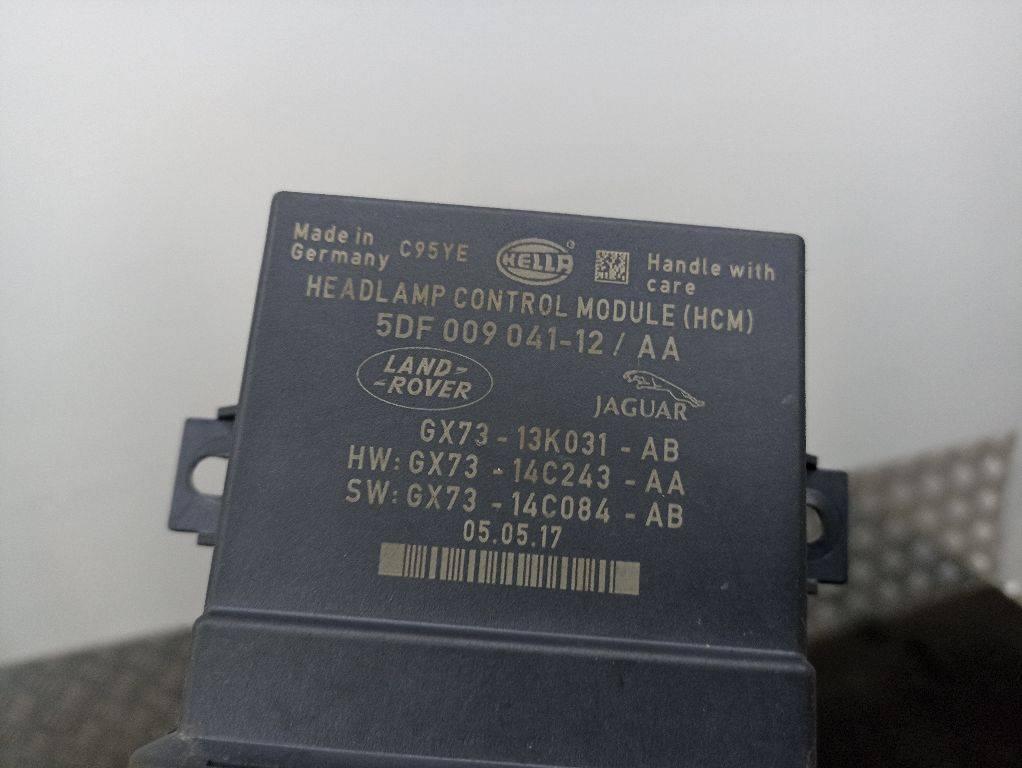 Made in
Germany
C95YE
HELLA®
Handle with
care
HEADLAMP CONTROL MODULE (HCM)
5DF 009 041-12 / AA
LAND-
-ROVER
JAGUAR
GX73 - 13K031 - AB
HW: GX73 - 14C243 - AA
SW: GX73 - 14C084 - AB
05.05.17